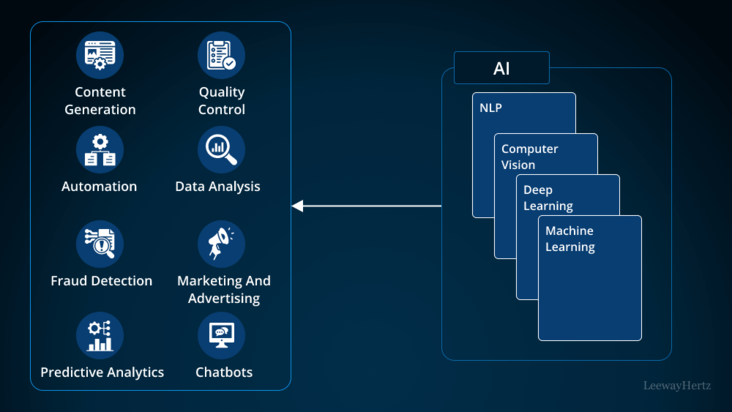 Content
Generation
Quality
Control
Automation
Data Analysis
Fraud Detection
Marketing And
Advertising
Predictive Analytics
Chatbots
AI
NLP
Computer
Vision
Deep
Learning
Machine
Learning
LeewayHertz